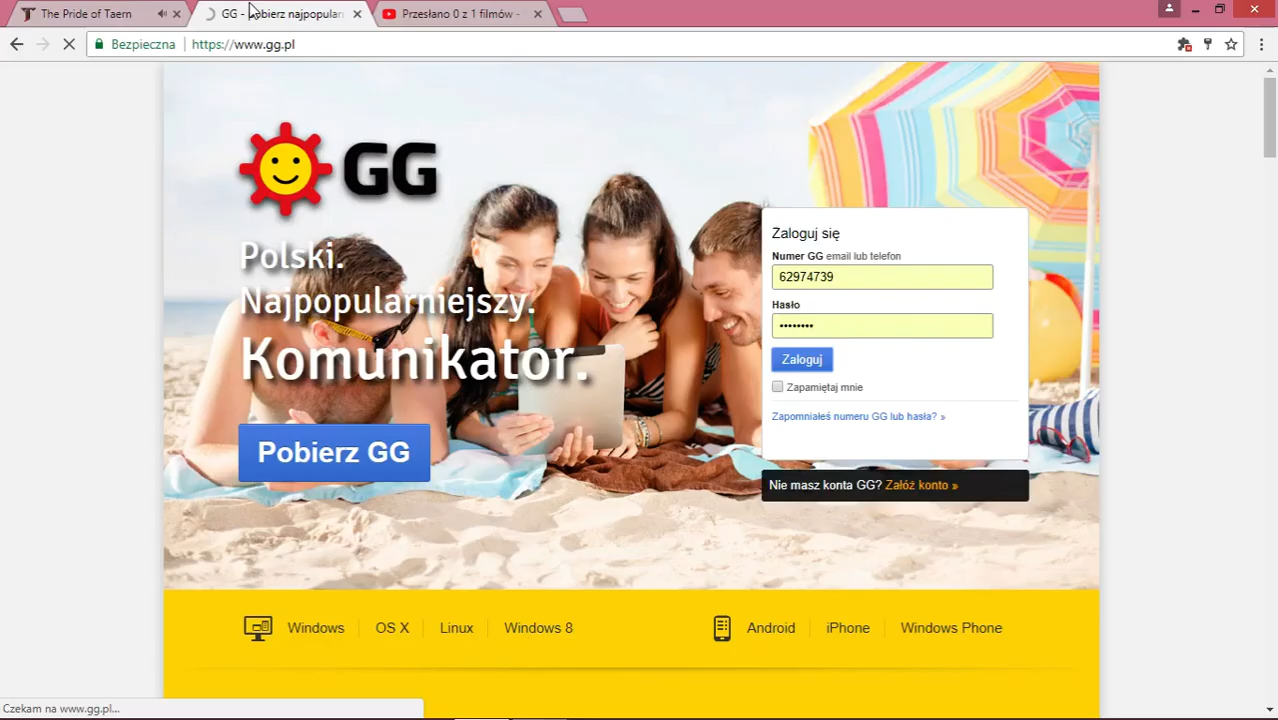 The Pride of Taern
GG - Pobierz najpopularn
Przesłano 0 z 1 filmów -
Bezpieczna
https://www.gg.pl
GG
Polski.
Najpopularniejszy.
Komunikator.
Pobierz GG
Zaloguj się
Numer GG email lub telefon
62974739
Hasło
••••••••
Zaloguj
Zapamiętaj mnie
Zapomniałeś numeru GG lub hasła? »
Nie masz konta GG? Załóż konto »
Windows
OS X
Linux
Windows 8
Android
iPhone
Windows Phone
Czekam na www.gg.pl...